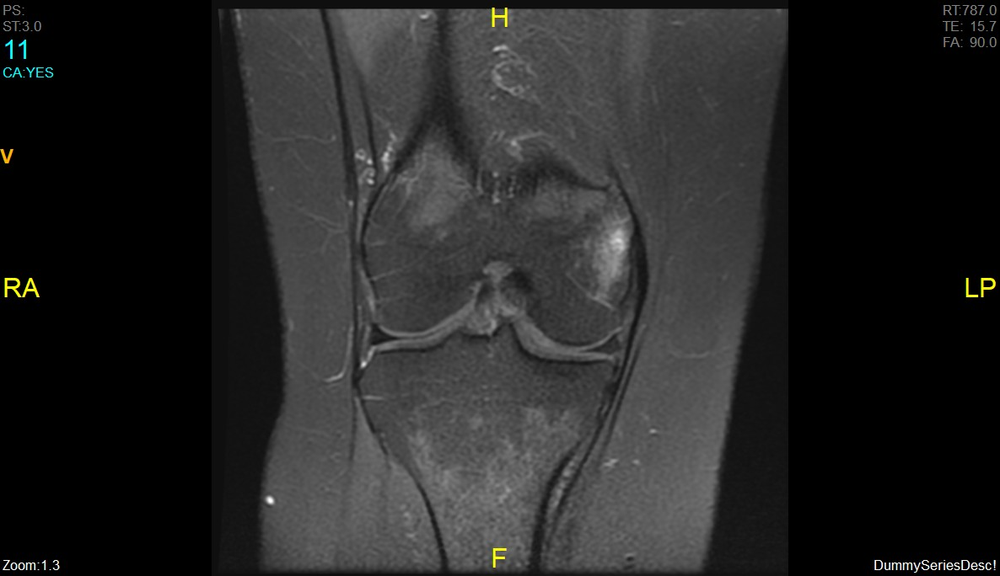 PS:
ST:3.0
11
CA:YES
H
RT:787.0
TE: 15.7
FA: 90.0
V
RA
LP
F
Zoom:1.3
DummySeriesDesc!